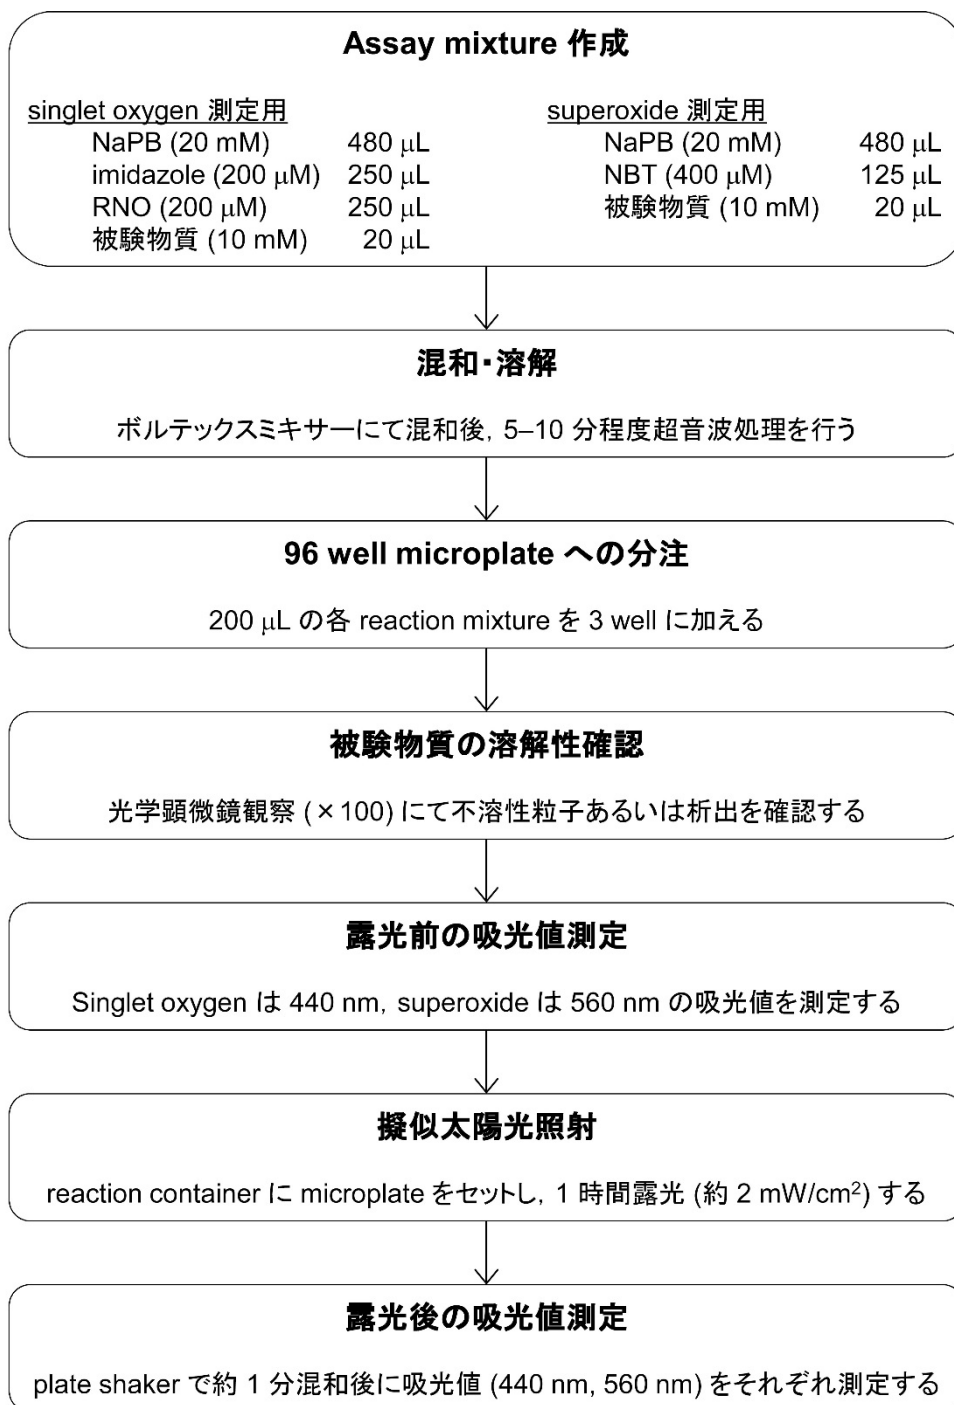 Assay mixture 作成
singlet oxygen 測定用
NaPB (20 mM) 480 μL
imidazole (200 μM) 250 μL
RNO (200 μM) 250 μL
被験物質 (10 mM) 20 μL
superoxide 測定用
NaPB (20 mM) 480 μL
NBT (400 μM) 125 μL
被験物質 (10 mM) 20 μL
混和・溶解
ボルテックスミキサーにて混和後, 5–10 分程度超音波処理を行う
96 well microplate への分注
200 μL の各 reaction mixture を 3 well に加える
被験物質の溶解性確認
光学顕微鏡観察 (×100) にて不溶性粒子あるいは析出を確認する
露光前の吸光値測定
Singlet oxygen は 440 nm, superoxide は 560 nm の吸光値を測定する
擬似太陽光照射
reaction container に microplate をセットし, 1 時間露光 (約 2 mW/cm²) する
露光後の吸光値測定
plate shaker で約 1 分混和後に吸光値 (440 nm, 560 nm) をそれぞれ測定する